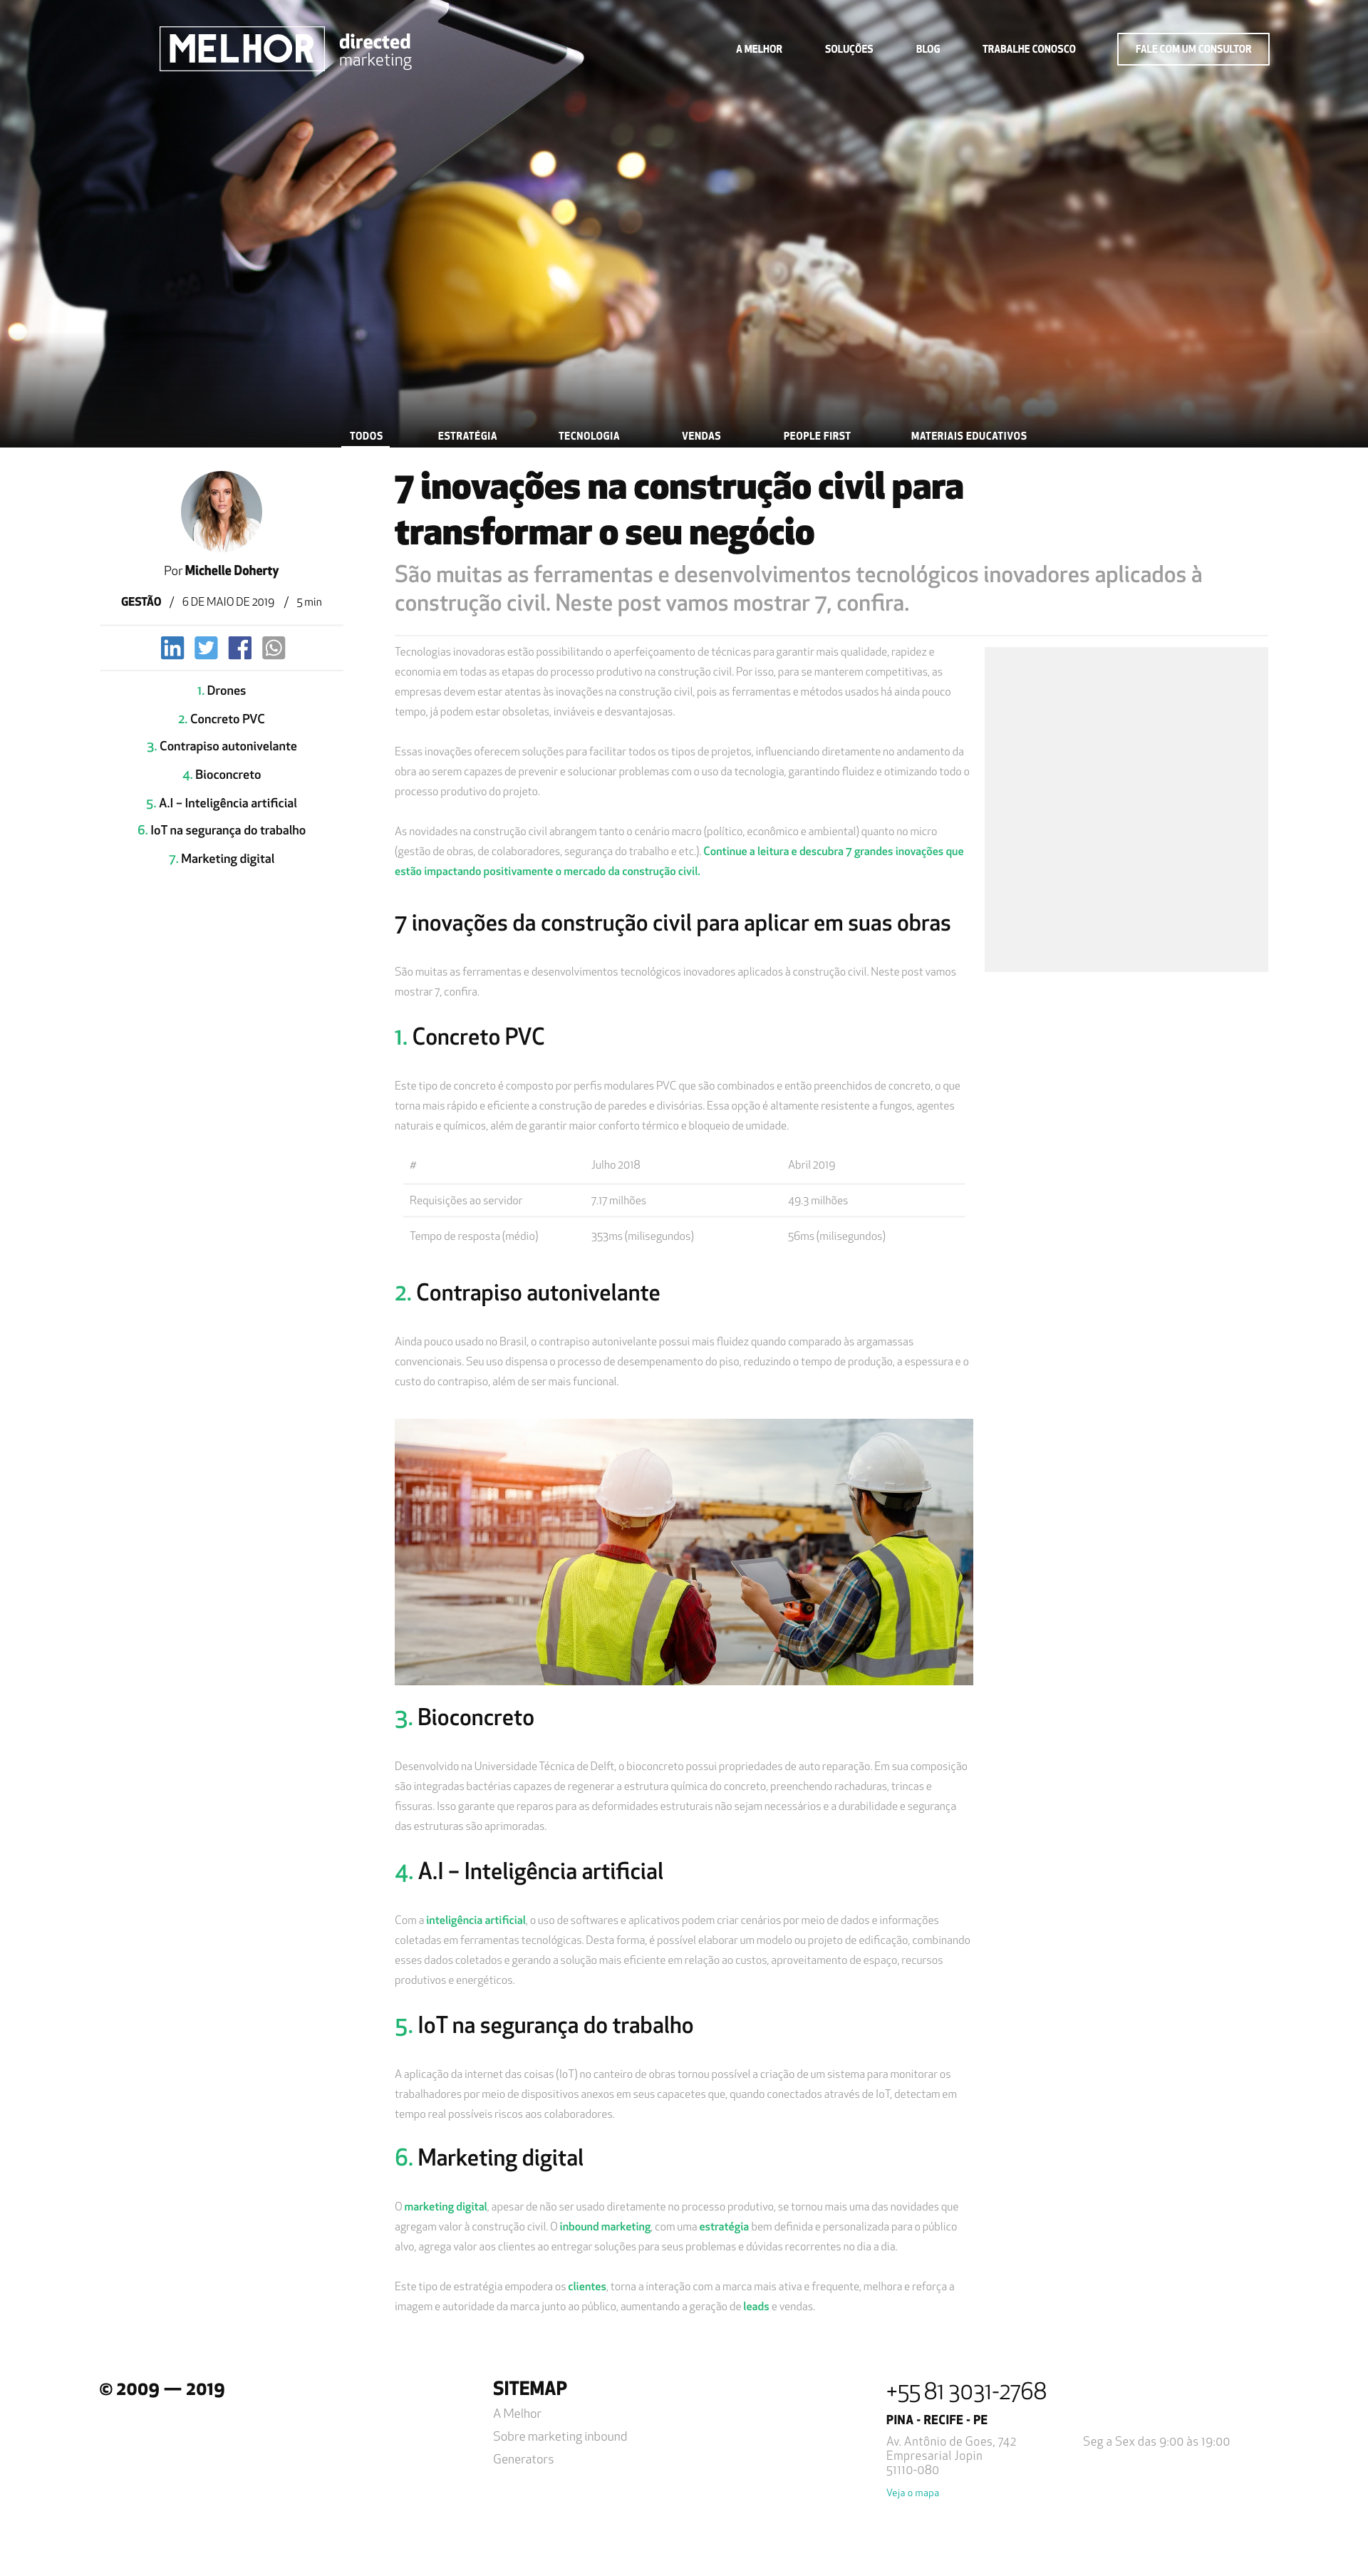 MELHOR
directed
marketing
A MELHOR
SOLUÇÕES
BLOG
TRABALHE CONOSCO
FALE COM UM CONSULTOR
TODOS
ESTRATÉGIA
TECNOLOGIA
VENDAS
PEOPLE FIRST
MATERIAIS EDUCATIVOS
Por Michelle Doherty
GESTÃO / 6 DE MAIO DE 2019 / 5 min
1. Drones
2. Concreto PVC
3. Contrapiso autonivelante
4. Bioconcreto
5. A.I – Inteligência artificial
6. IoT na segurança do trabalho
7. Marketing digital
7 inovações na construção civil para
transformar o seu negócio
São muitas as ferramentas e desenvolvimentos tecnológicos inovadores aplicados à
construção civil. Neste post vamos mostrar 7, confira.
Tecnologias inovadoras estão possibilitando o aperfeiçoamento de técnicas para garantir mais qualidade, rapidez e
economia em todas as etapas do processo produtivo na construção civil. Por isso, para se manterem competitivas, as
empresas devem estar atentas às inovações na construção civil, pois as ferramentas e métodos usados há ainda pouco
tempo, já podem estar obsoletas, inviáveis e desvantajosas.
Essas inovações oferecem soluções para facilitar todos os tipos de projetos, influenciando diretamente no andamento da
obra ao serem capazes de prevenir e solucionar problemas com o uso da tecnologia, garantindo fluidez e otimizando todo o
processo produtivo do projeto.
As novidades na construção civil abrangem tanto o cenário macro (político, econômico e ambiental) quanto no micro
(gestão de obras, de colaboradores, segurança do trabalho e etc.). Continue a leitura e descubra 7 grandes inovações que
estão impactando positivamente o mercado da construção civil.
7 inovações da construção civil para aplicar em suas obras
São muitas as ferramentas e desenvolvimentos tecnológicos inovadores aplicados à construção civil. Neste post vamos
mostrar 7, confira.
1. Concreto PVC
Este tipo de concreto é composto por perfis modulares PVC que são combinados e então preenchidos de concreto, o que
torna mais rápido e eficiente a construção de paredes e divisórias. Essa opção é altamente resistente a fungos, agentes
naturais e químicos, além de garantir maior conforto térmico e bloqueio de umidade.
# Julho 2018 Abril 2019
Requisições ao servidor 7.17 milhões 49.3 milhões
Tempo de resposta (médio) 353ms (milisegundos) 56ms (milisegundos)
2. Contrapiso autonivelante
Ainda pouco usado no Brasil, o contrapiso autonivelante possui mais fluidez quando comparado às argamassas
convencionais. Seu uso dispensa o processo de desempenamento do piso, reduzindo o tempo de produção, a espessura e o
custo do contrapiso, além de ser mais funcional.
3. Bioconcreto
Desenvolvido na Universidade Técnica de Delft, o bioconcreto possui propriedades de auto reparação. Em sua composição
são integradas bactérias capazes de regenerar a estrutura química do concreto, preenchendo rachaduras, trincas e
fissuras. Isso garante que reparos para as deformidades estruturais não sejam necessários e a durabilidade e segurança
das estruturas são aprimoradas.
4. A.I – Inteligência artificial
Com a inteligência artificial, o uso de softwares e aplicativos podem criar cenários por meio de dados e informações
coletadas em ferramentas tecnológicas. Desta forma, é possível elaborar um modelo ou projeto de edificação, combinando
esses dados coletados e gerando a solução mais eficiente em relação ao custos, aproveitamento de espaço, recursos
produtivos e energéticos.
5. IoT na segurança do trabalho
A aplicação da internet das coisas (IoT) no canteiro de obras tornou possível a criação de um sistema para monitorar os
trabalhadores por meio de dispositivos anexos em seus capacetes que, quando conectados através de IoT, detectam em
tempo real possíveis riscos aos colaboradores.
6. Marketing digital
O marketing digital, apesar de não ser usado diretamente no processo produtivo, se tornou mais uma das novidades que
agregam valor à construção civil. O inbound marketing, com uma estratégia bem definida e personalizada para o público
alvo, agrega valor aos clientes ao entregar soluções para seus problemas e dúvidas recorrentes no dia a dia.
Este tipo de estratégia empodera os clientes, torna a interação com a marca mais ativa e frequente, melhora e reforça a
imagem e autoridade da marca junto ao público, aumentando a geração de leads e vendas.
© 2009 — 2019
SITEMAP
A Melhor
Sobre marketing inbound
Generators
+55 81 3031-2768
PINA - RECIFE - PE
Av. Antônio de Goes, 742
Empresarial Jopin
51110-080
Seg a Sex das 9:00 às 19:00
Veja o mapa